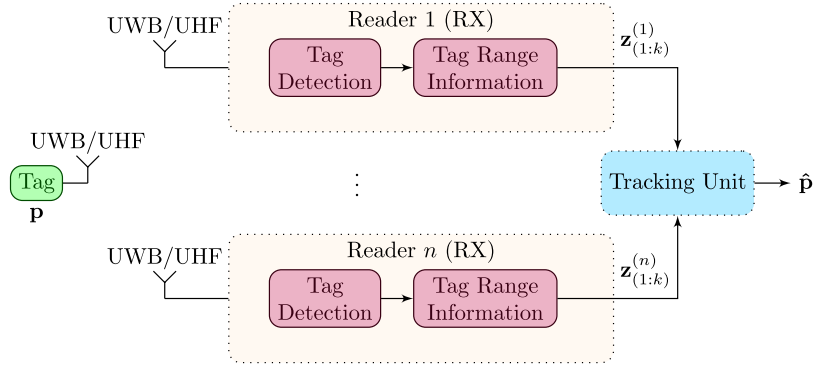 UWB/UHF
Reader 1 (RX)
Tag
Detection
Tag Range
Information
z^{(1)}_{(1:k)}
UWB/UHF
Tag
p
⋮
Tracking Unit
p̂
UWB/UHF
Reader n (RX)
Tag
Detection
Tag Range
Information
z^{(n)}_{(1:k)}